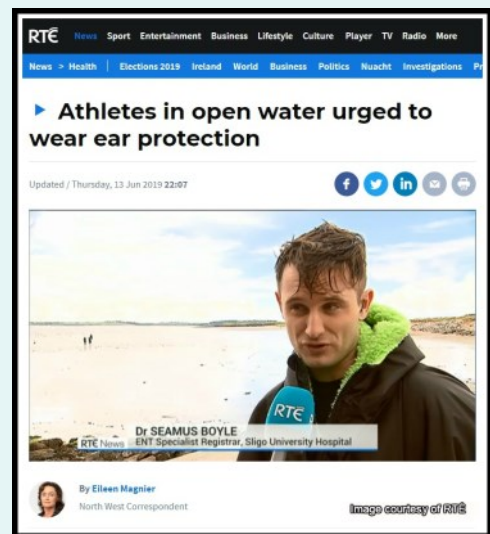 RTÉ News Sport Entertainment Business Lifestyle Culture Player TV Radio More
News > Health | Elections 2019 Ireland World Business Politics Nuacht Investigations
Athletes in open water urged to
wear ear protection
Updated / Thursday, 13 Jun 2019 22:07
RTÉ
Dr SEAMUS BOYLE
RTÉ News ENT Specialist Registrar, Sligo University Hospital
By Eileen Magnier
North West Correspondent
Image courtesy of RTÉ